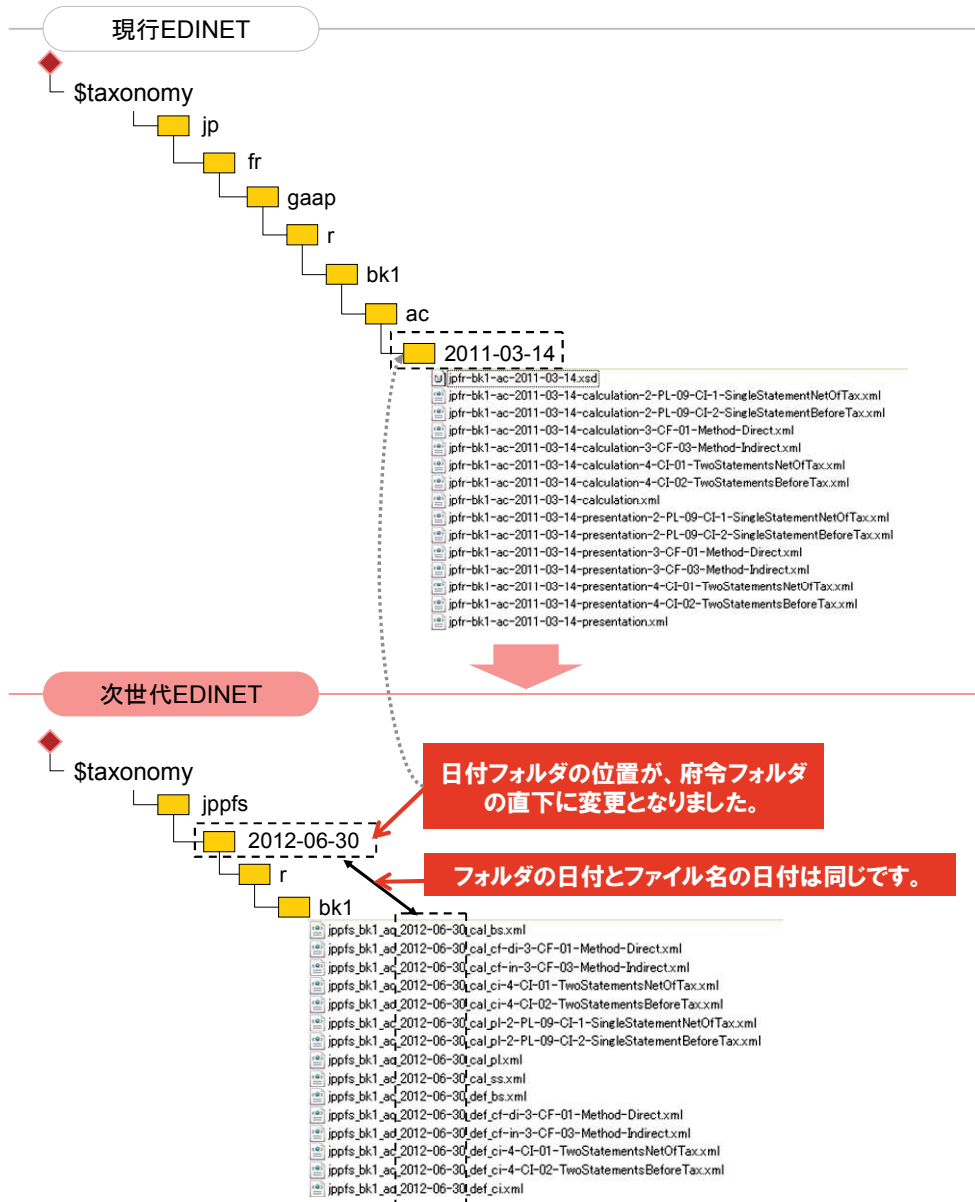 現行EDINET
$taxonomy
jp
fr
gaap
r
bk1
ac
2011-03-14
jpfr-bk1-ac-2011-03-14.xsd
jpfr-bk1-ac-2011-03-14-calculation-2-PL-09-CI-1-SingleStatementNetOfTax.xml
jpfr-bk1-ac-2011-03-14-calculation-2-PL-09-CI-2-SingleStatementBeforeTax.xml
jpfr-bk1-ac-2011-03-14-calculation-3-CF-01-Method-Direct.xml
jpfr-bk1-ac-2011-03-14-calculation-3-CF-03-Method-Indirect.xml
jpfr-bk1-ac-2011-03-14-calculation-4-CI-01-TwoStatementsNetOfTax.xml
jpfr-bk1-ac-2011-03-14-calculation-4-CI-02-TwoStatementsBeforeTax.xml
jpfr-bk1-ac-2011-03-14-calculation.xml
jpfr-bk1-ac-2011-03-14-presentation-2-PL-09-CI-1-SingleStatementNetOfTax.xml
jpfr-bk1-ac-2011-03-14-presentation-2-PL-09-CI-2-SingleStatementBeforeTax.xml
jpfr-bk1-ac-2011-03-14-presentation-3-CF-01-Method-Direct.xml
jpfr-bk1-ac-2011-03-14-presentation-3-CF-03-Method-Indirect.xml
jpfr-bk1-ac-2011-03-14-presentation-4-CI-01-TwoStatementsNetOfTax.xml
jpfr-bk1-ac-2011-03-14-presentation-4-CI-02-TwoStatementsBeforeTax.xml
jpfr-bk1-ac-2011-03-14-presentation.xml
次世代EDINET
$taxonomy
jppfs
2012-06-30
r
bk1
日付フォルダの位置が、府令フォルダ
の直下に変更となりました。
フォルダの日付とファイル名の日付は同じです。
jppfs_bk1_ac_2012-06-30_cal_bs.xml
jppfs_bk1_ac_2012-06-30_cal_cf-di-3-CF-01-Method-Direct.xml
jppfs_bk1_ac_2012-06-30_cal_cf-in-3-CF-03-Method-Indirect.xml
jppfs_bk1_ac_2012-06-30_cal_ci-4-CI-01-TwoStatementsNetOfTax.xml
jppfs_bk1_ac_2012-06-30_cal_ci-4-CI-02-TwoStatementsBeforeTax.xml
jppfs_bk1_ac_2012-06-30_cal_pl-2-PL-09-CI-1-SingleStatementNetOfTax.xml
jppfs_bk1_ac_2012-06-30_cal_pl-2-PL-09-CI-2-SingleStatementBeforeTax.xml
jppfs_bk1_ac_2012-06-30_cal_pl.xml
jppfs_bk1_ac_2012-06-30_cal_ss.xml
jppfs_bk1_ac_2012-06-30_def_bs.xml
jppfs_bk1_ac_2012-06-30_def_cf-di-3-CF-01-Method-Direct.xml
jppfs_bk1_ac_2012-06-30_def_cf-in-3-CF-03-Method-Indirect.xml
jppfs_bk1_ac_2012-06-30_def_ci-4-CI-01-TwoStatementsNetOfTax.xml
jppfs_bk1_ac_2012-06-30_def_ci-4-CI-02-TwoStatementsBeforeTax.xml
jppfs_bk1_ac_2012-06-30_def_ci.xml